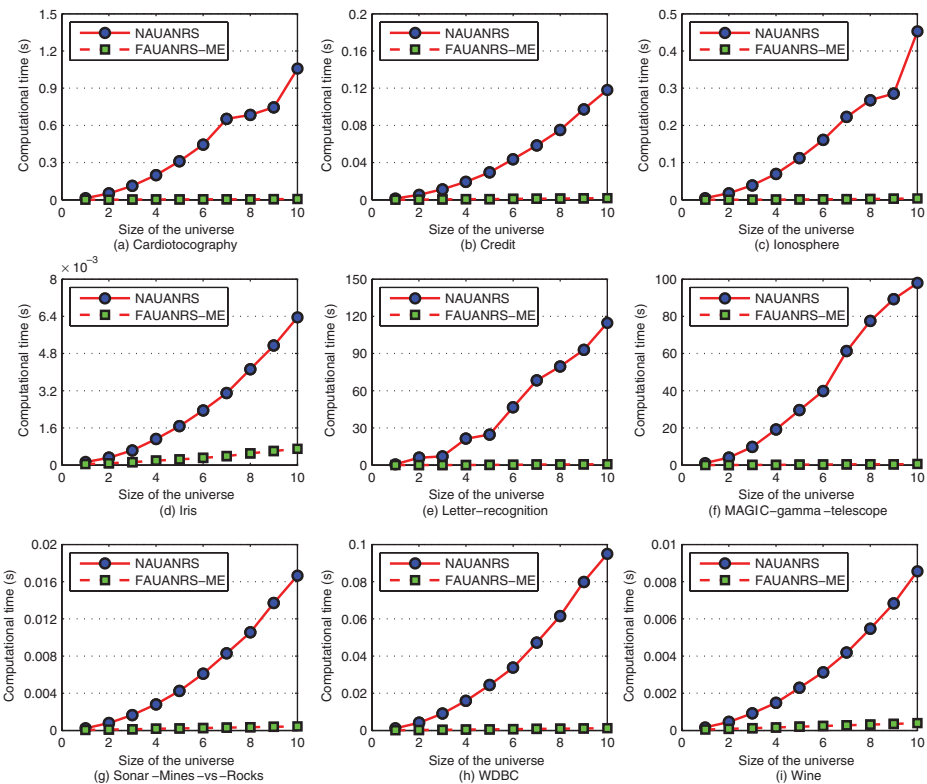 Computational time (s)
1.5
1.2
0.9
0.6
0.3
0
NAUANRS
FAUANRS-ME
0 2 4 6 8 10
Size of the universe
(a) Cardiotocography
Computational time (s)
0.2
0.16
0.12
0.08
0.04
0
NAUANRS
FAUANRS-ME
0 2 4 6 8 10
Size of the universe
(b) Credit
Computational time (s)
0.5
0.4
0.3
0.2
0.1
0
NAUANRS
FAUANRS-ME
0 2 4 6 8 10
Size of the universe
(c) Ionosphere
× 10⁻³
Computational time (s)
8
6.4
4.8
3.2
1.6
0
NAUANRS
FAUANRS-ME
0 2 4 6 8 10
Size of the universe
(d) Iris
Computational time (s)
150
120
90
60
30
0
NAUANRS
FAUANRS-ME
0 2 4 6 8 10
Size of the universe
(e) Letter-recognition
Computational time (s)
100
80
60
40
20
0
NAUANRS
FAUANRS-ME
0 2 4 6 8 10
Size of the universe
(f) MAGIC-gamma-telescope
Computational time (s)
0.02
0.016
0.012
0.008
0.004
0
NAUANRS
FAUANRS-ME
0 2 4 6 8 10
Size of the universe
(g) Sonar-Mines-vs-Rocks
Computational time (s)
0.1
0.08
0.06
0.04
0.02
0
NAUANRS
FAUANRS-ME
0 2 4 6 8 10
Size of the universe
(h) WDBC
Computational time (s)
0.01
0.008
0.006
0.004
0.002
0
NAUANRS
FAUANRS-ME
0 2 4 6 8 10
Size of the universe
(i) Wine